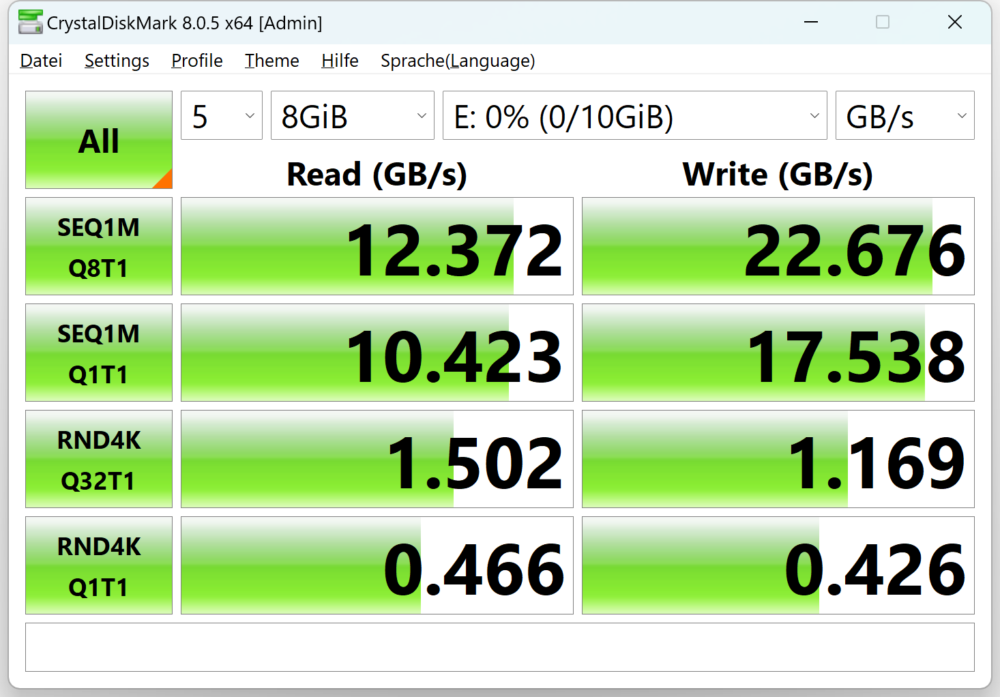 CrystalDiskMark 8.0.5 x64 [Admin]
Datei Settings Profile Theme Hilfe Sprache(Language)
All 5 8GiB E: 0% (0/10GiB) GB/s
Read (GB/s) Write (GB/s)
SEQ1M
Q8T1 12.372 22.676
SEQ1M
Q1T1 10.423 17.538
RND4K
Q32T1 1.502 1.169
RND4K
Q1T1 0.466 0.426